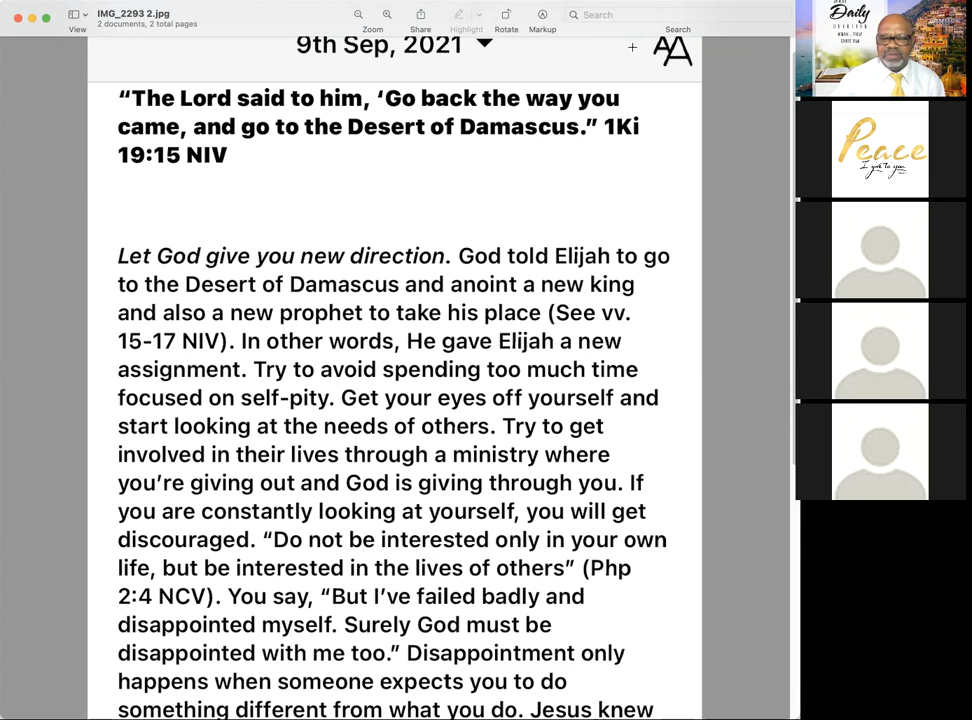 IMG_2293 2.jpg
2 documents, 2 total pages
View
Zoom
Share
Highlight
Rotate
Markup
Search
Search
9th Sep, 2021
AA
“The Lord said to him, ‘Go back the way you
came, and go to the Desert of Damascus.” 1Ki
19:15 NIV
Let God give you new direction. God told Elijah to go
to the Desert of Damascus and anoint a new king
and also a new prophet to take his place (See vv.
15-17 NIV). In other words, He gave Elijah a new
assignment. Try to avoid spending too much time
focused on self-pity. Get your eyes off yourself and
start looking at the needs of others. Try to get
involved in their lives through a ministry where
you’re giving out and God is giving through you. If
you are constantly looking at yourself, you will get
discouraged. “Do not be interested only in your own
life, but be interested in the lives of others” (Php
2:4 NCV). You say, “But I’ve failed badly and
disappointed myself. Surely God must be
disappointed with me too.” Disappointment only
happens when someone expects you to do
something different from what you do. Jesus knew
Daily
Peace
I give to you